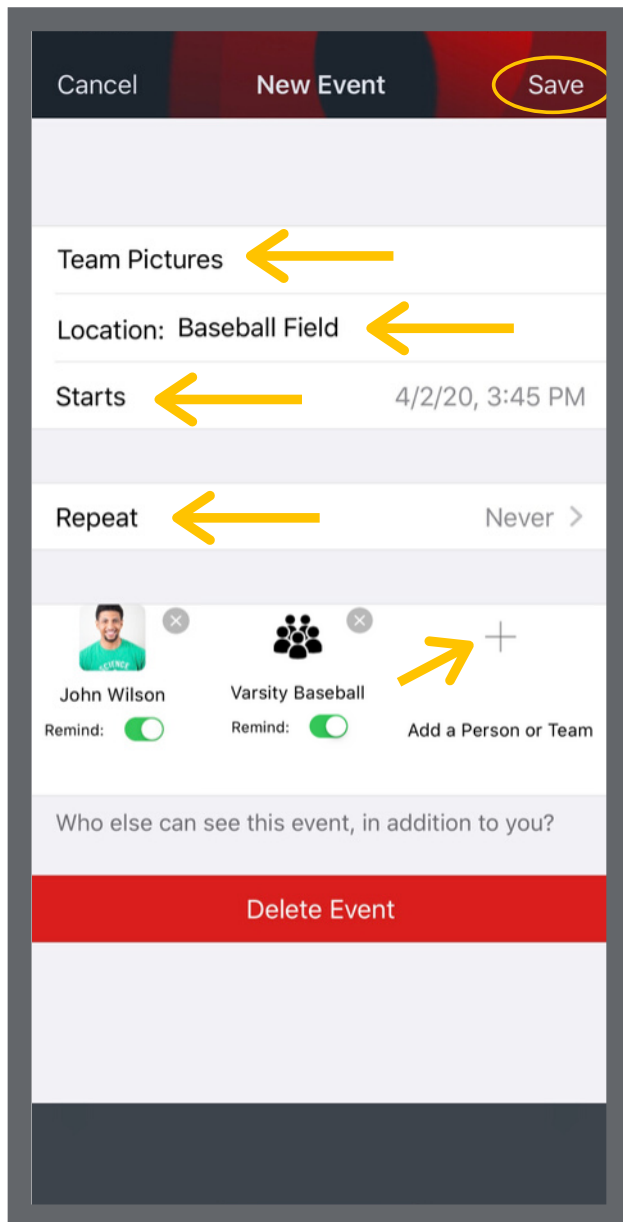 Cancel New Event Save
Team Pictures
Location: Baseball Field
Starts 4/2/20, 3:45 PM
Repeat Never >
SCIENCE
John Wilson Varsity Baseball
Remind: Remind: Add a Person or Team
Who else can see this event, in addition to you?
Delete Event